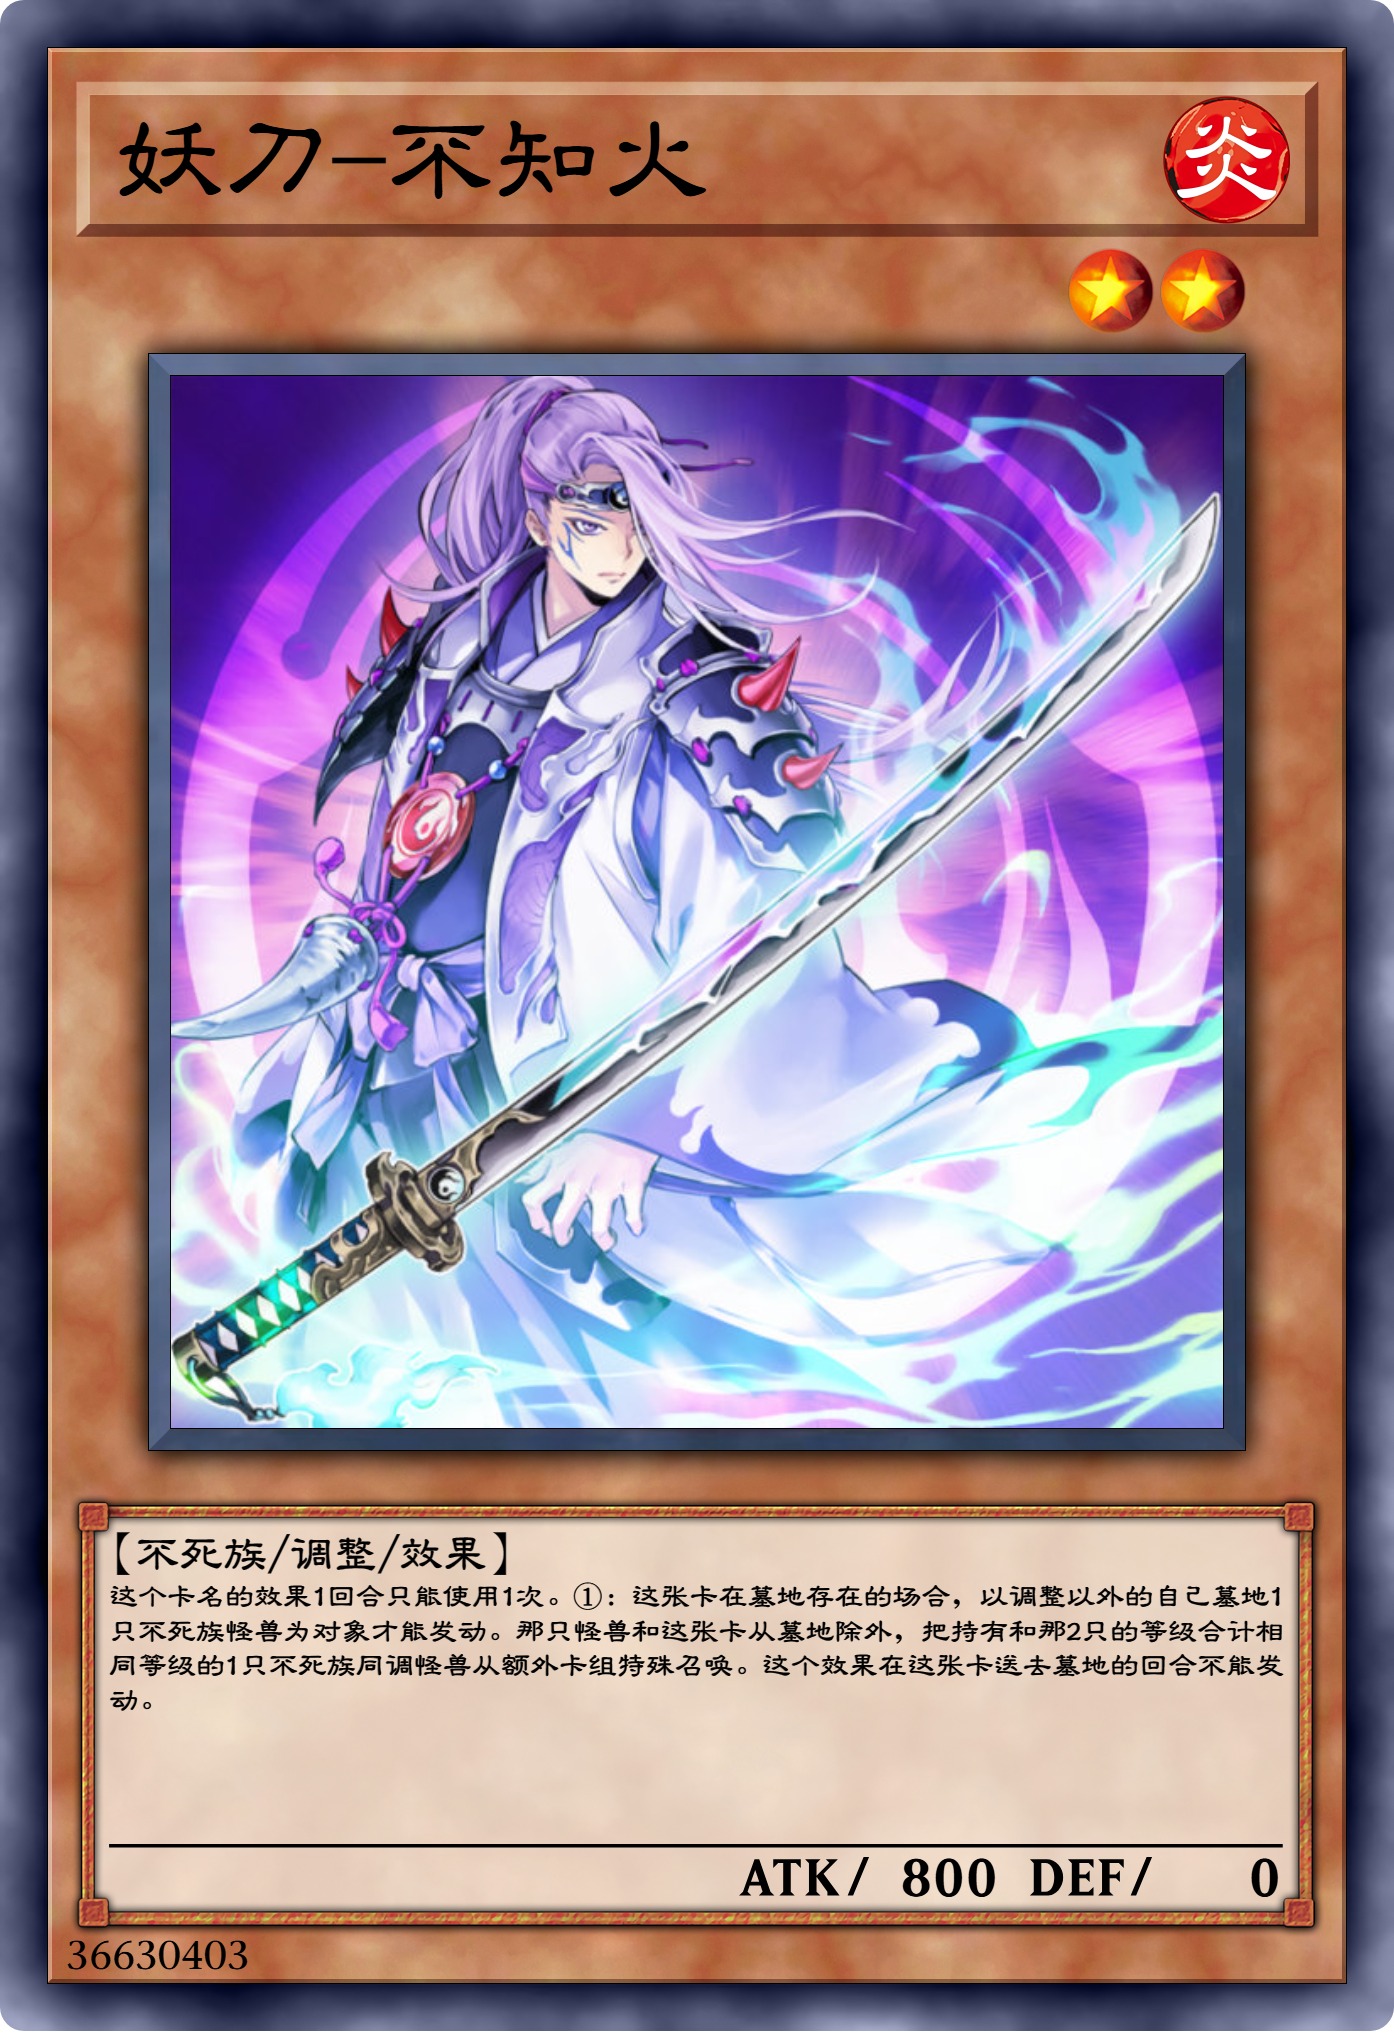 妖刀-不知火
炎
【不死族/调整/效果】
这个卡名的效果1回合只能使用1次。①：这张卡在墓地存在的场合，以调整以外的自己墓地1
只不死族怪兽为对象才能发动。那只怪兽和这张卡从墓地除外，把持有和那2只的等级合计相
同等级的1只不死族同调怪兽从额外卡组特殊召唤。这个效果在这张卡送去墓地的回合不能发
动。
ATK/ 800 DEF/ 0
36630403